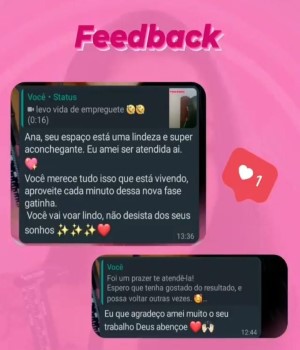 Feedback
Você • Status
levo vida de empreguete 🤣🤣
(0:16)
Ana, seu espaço está uma lindeza e super
aconchegante. Eu amei ser atendida ai.
💖
Você merece tudo isso que está vivendo,
aproveite cada minuto dessa nova fase
gatinha.
Você vai voar lindo, não desista dos seus
sonhos ✨✨✨❤️
13:36
1
Você
Foi um prazer te atendê-la!
Espero que tenha gostado do resultado, e
possa voltar outras vezes. 🥰...
Eu que agradeço amei muito o seu
trabalho Deus abençoe ❤️🙌🏻
12:44